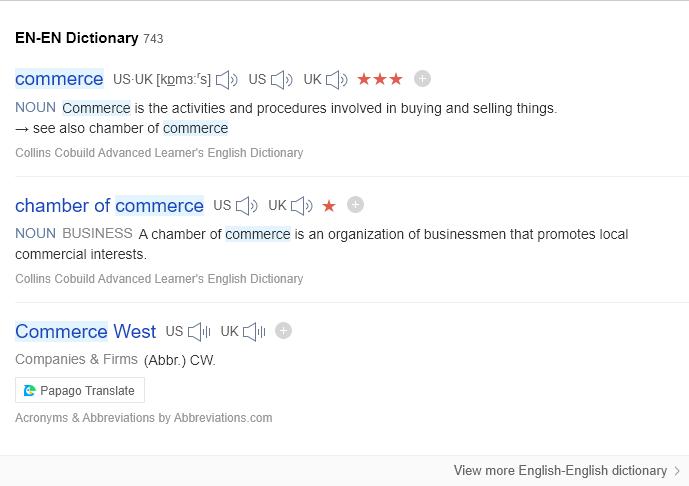 EN-EN Dictionary 743
commerce US·UK [kɒmɜːʳs] US UK ★★★
NOUN Commerce is the activities and procedures involved in buying and selling things.
→ see also chamber of commerce
Collins Cobuild Advanced Learner's English Dictionary
chamber of commerce US UK ★
NOUN BUSINESS A chamber of commerce is an organization of businessmen that promotes local
commercial interests.
Collins Cobuild Advanced Learner's English Dictionary
Commerce West US UK
Companies & Firms (Abbr.) CW.
Papago Translate
Acronyms & Abbreviations by Abbreviations.com
View more English-English dictionary >